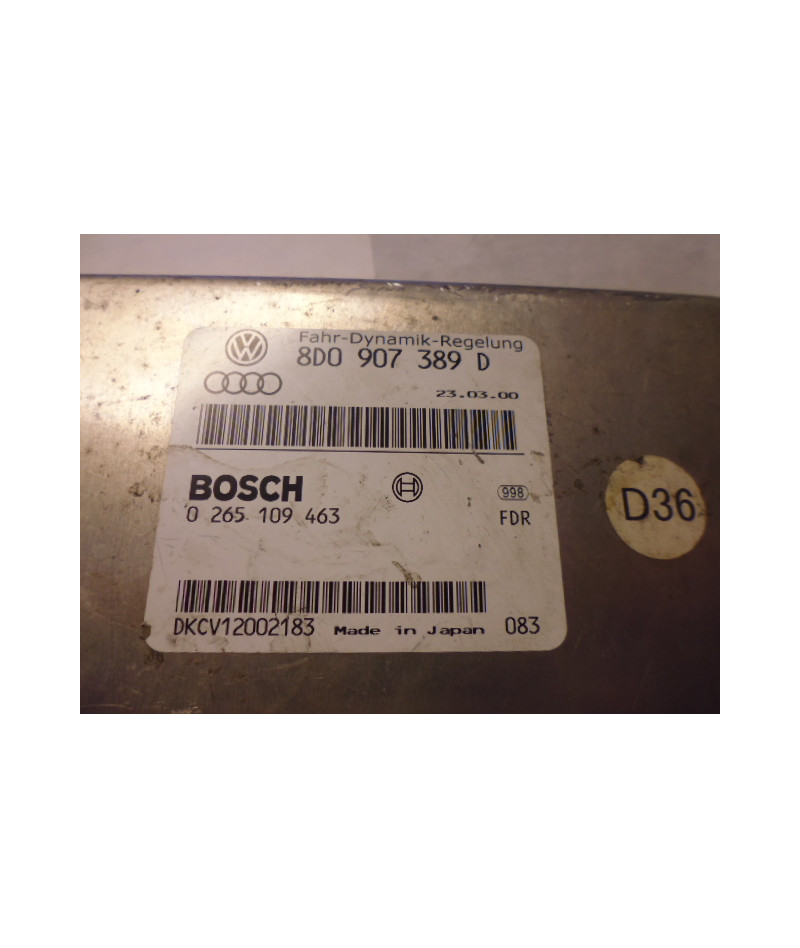 Fahr-Dynamik-Regelung
8D0 907 389 D
23.03.00
BOSCH
998
0 265 109 463
FDR
D36
DKCV12002183 Made in Japan 083